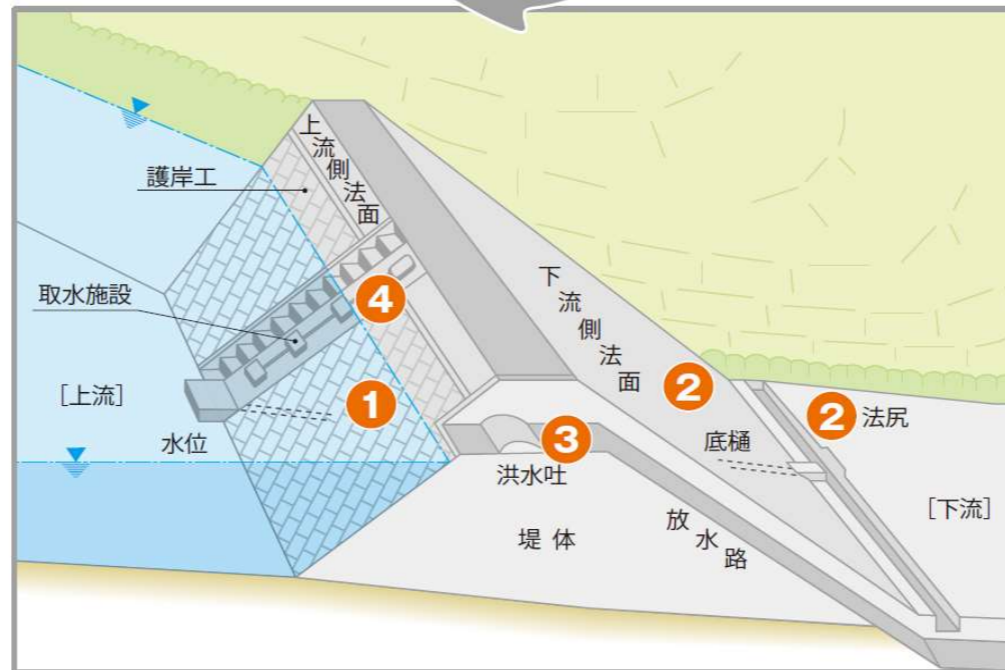 上流側法面
護岸工
取水施設
4
下流側法面
1
2
2
法尻
[上流]
水位
3
底樋
洪水吐
[下流]
放水路
堤体